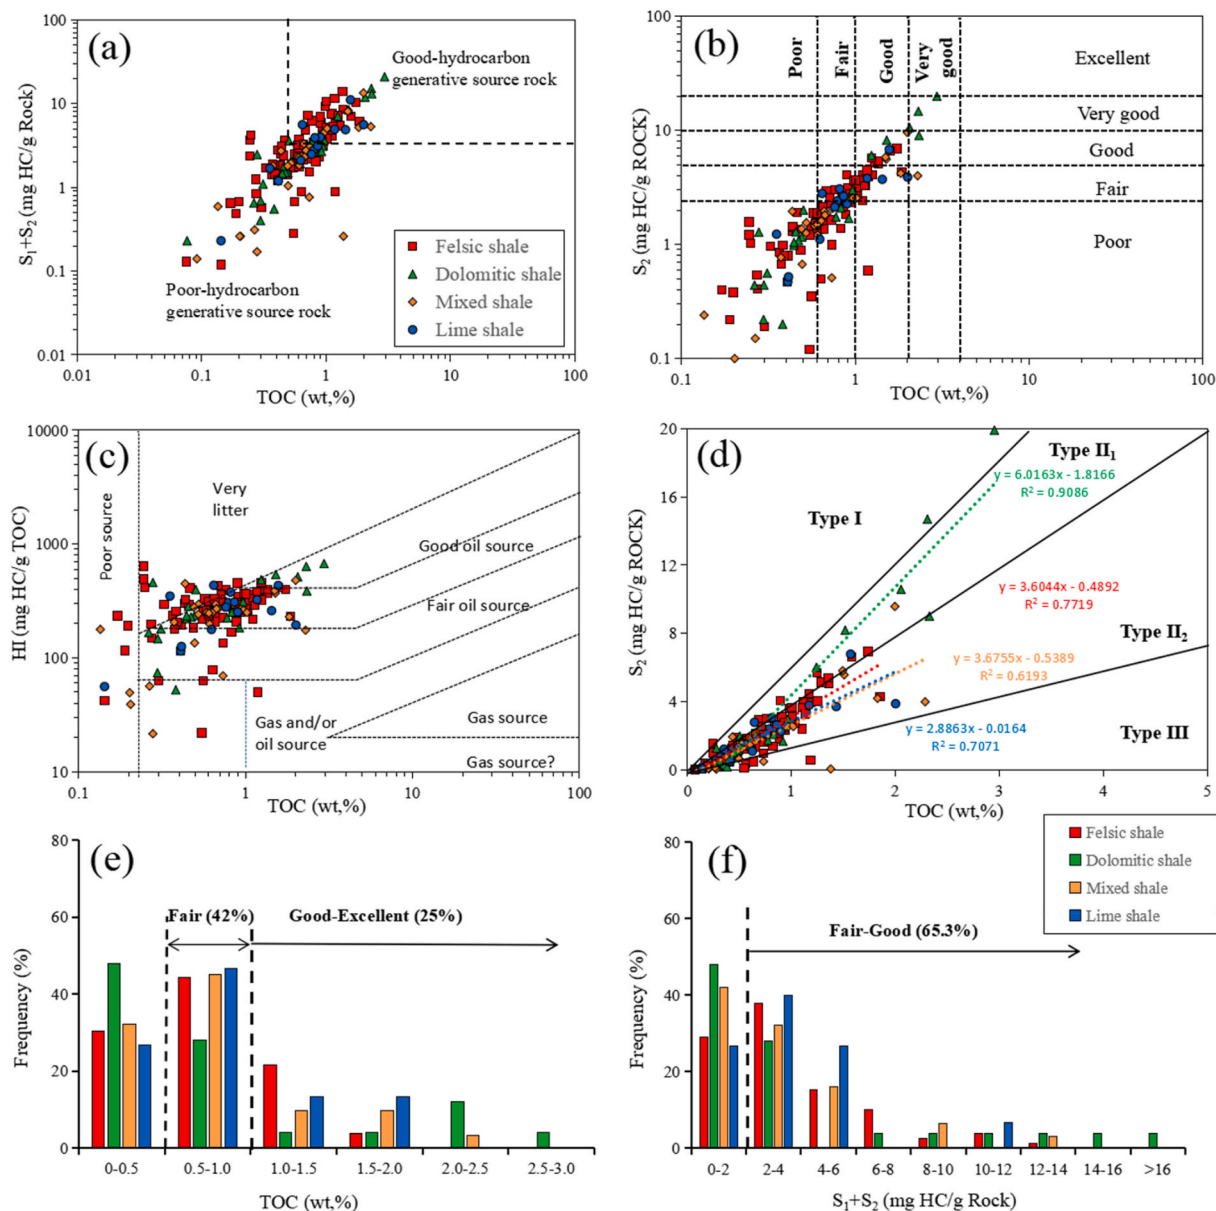 (a)
Good-hydrocarbon
generative source rock
Poor-hydrocarbon
generative source rock
Felsic shale
Dolomitic shale
Mixed shale
Lime shale
S₁+S₂ (mg HC/g Rock)
100
10
1
0.1
0.01
0.01
0.1
1
10
100
TOC (wt,%)
(b)
Poor
Fair
Good
Very
good
Excellent
Very good
Good
Fair
Poor
S₂ (mg HC/g ROCK)
100
10
1
0.1
0.1
1
10
100
TOC (wt,%)
(c)
Poor source
Very
litter
Good oil source
Fair oil source
Gas and/or
oil source
Gas source
Gas source?
HI (mg HC/g TOC)
10000
1000
100
10
0.1
1
10
100
TOC (wt,%)
(d)
Type I
Type II₁
y = 6.0163x - 1.8166
R² = 0.9086
y = 3.6044x - 0.4892
R² = 0.7719
Type II₂
y = 3.6755x - 0.5389
R² = 0.6193
y = 2.8863x - 0.0164
R² = 0.7071
Type III
S₂ (mg HC/g ROCK)
20
16
12
8
4
0
0
1
2
3
4
5
TOC (wt,%)
(e)
Fair (42%)
Good-Excellent (25%)
Frequency (%)
80
60
40
20
0
0-0.5
0.5-1.0
1.0-1.5
1.5-2.0
2.0-2.5
2.5-3.0
TOC (wt,%)
(f)
Felsic shale
Dolomitic shale
Mixed shale
Lime shale
Fair-Good (65.3%)
Frequency (%)
80
60
40
20
0
0-2
2-4
4-6
6-8
8-10
10-12
12-14
14-16
>16
S₁+S₂ (mg HC/g Rock)